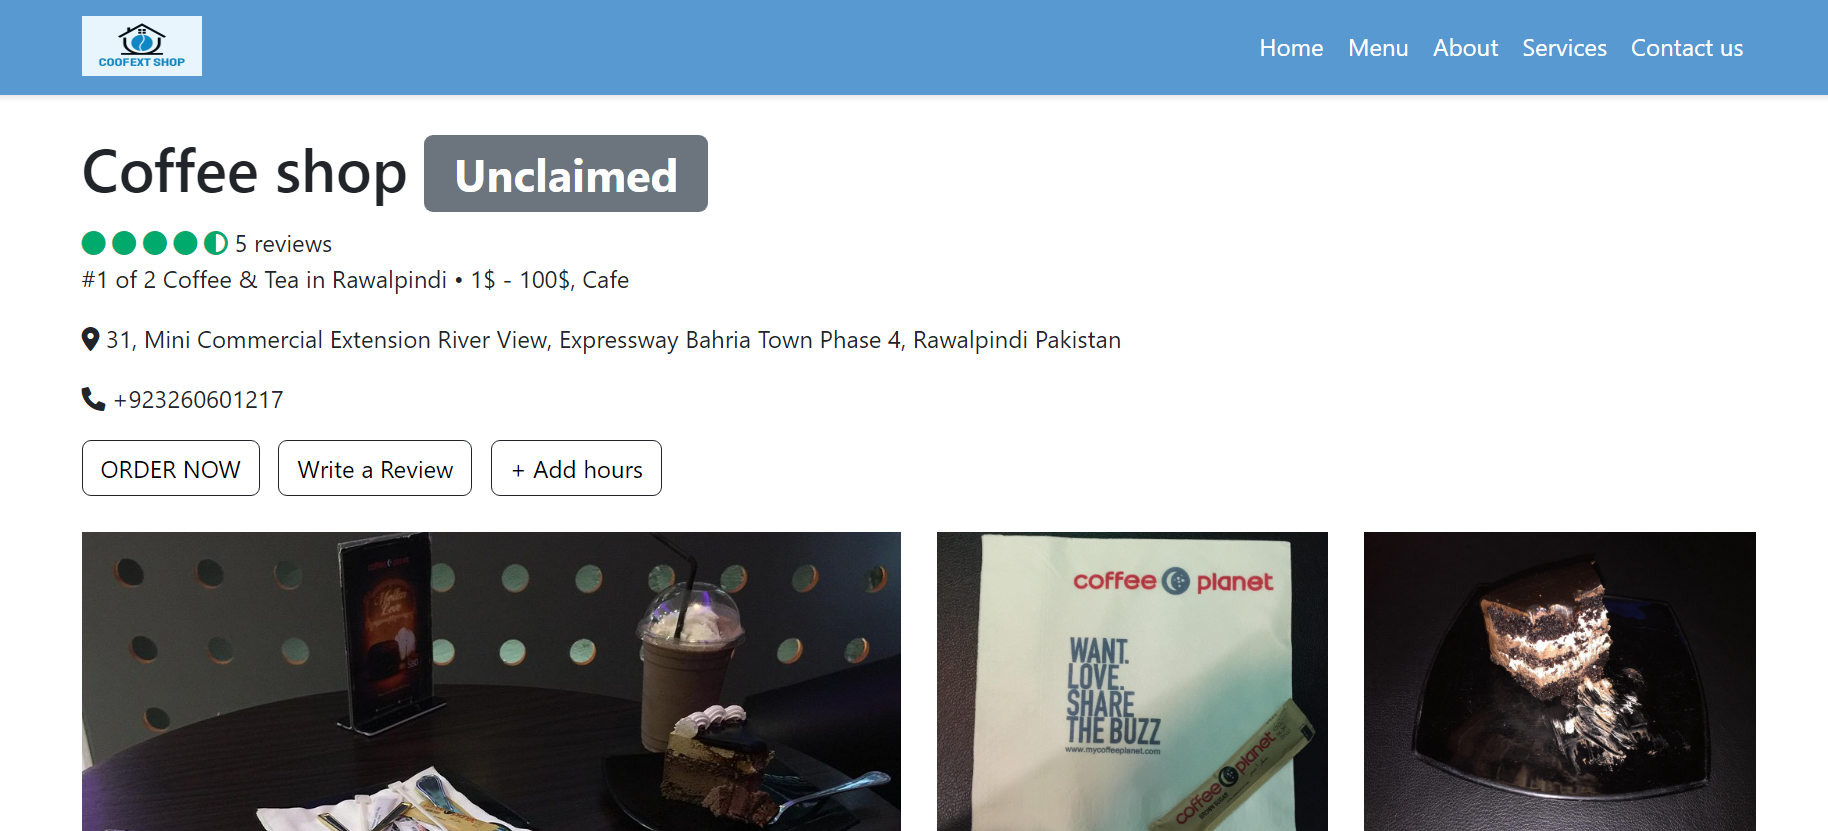 COOFEXT SHOP
Home Menu About Services Contact us
Coffee shop Unclaimed
5 reviews
#1 of 2 Coffee & Tea in Rawalpindi • 1$ - 100$, Cafe
31, Mini Commercial Extension River View, Expressway Bahria Town Phase 4, Rawalpindi Pakistan
+923260601217
ORDER NOW Write a Review + Add hours
coffee planet
coffee planet
WANT.
LOVE.
SHARE
THE BUZZ
www.mycoffeeplanet.com
coffee planet